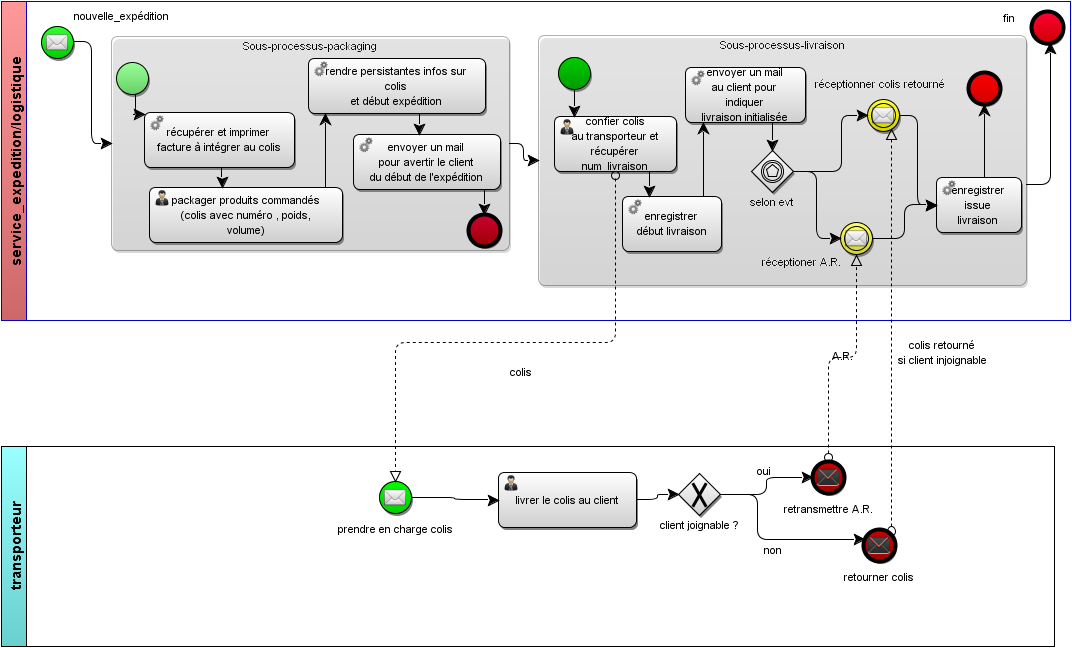 nouvelle_expédition
fin
service_expedition/logistique
Sous-processus-packaging
récupérer et imprimer
facture à intégrer au colis
packager produits commandés
(colis avec numéro , poids,
volume)
rendre persistantes infos sur
colis
et début expédition
envoyer un mail
pour avertir le client
du début de l'expédition
Sous-processus-livraison
confier colis
au transporteur et
récupérer
num_livraison
enregistrer
début livraison
envoyer un mail
au client pour
indiquer
livraison initialisée
selon evt
réceptionner colis retourné
réceptioner A.R.
enregistrer
issue
livraison
colis
A.R.
colis retourné
si client injoignable
transporteur
prendre en charge colis
livrer le colis au client
client joignable ?
oui
non
retransmettre A.R.
retourner colis